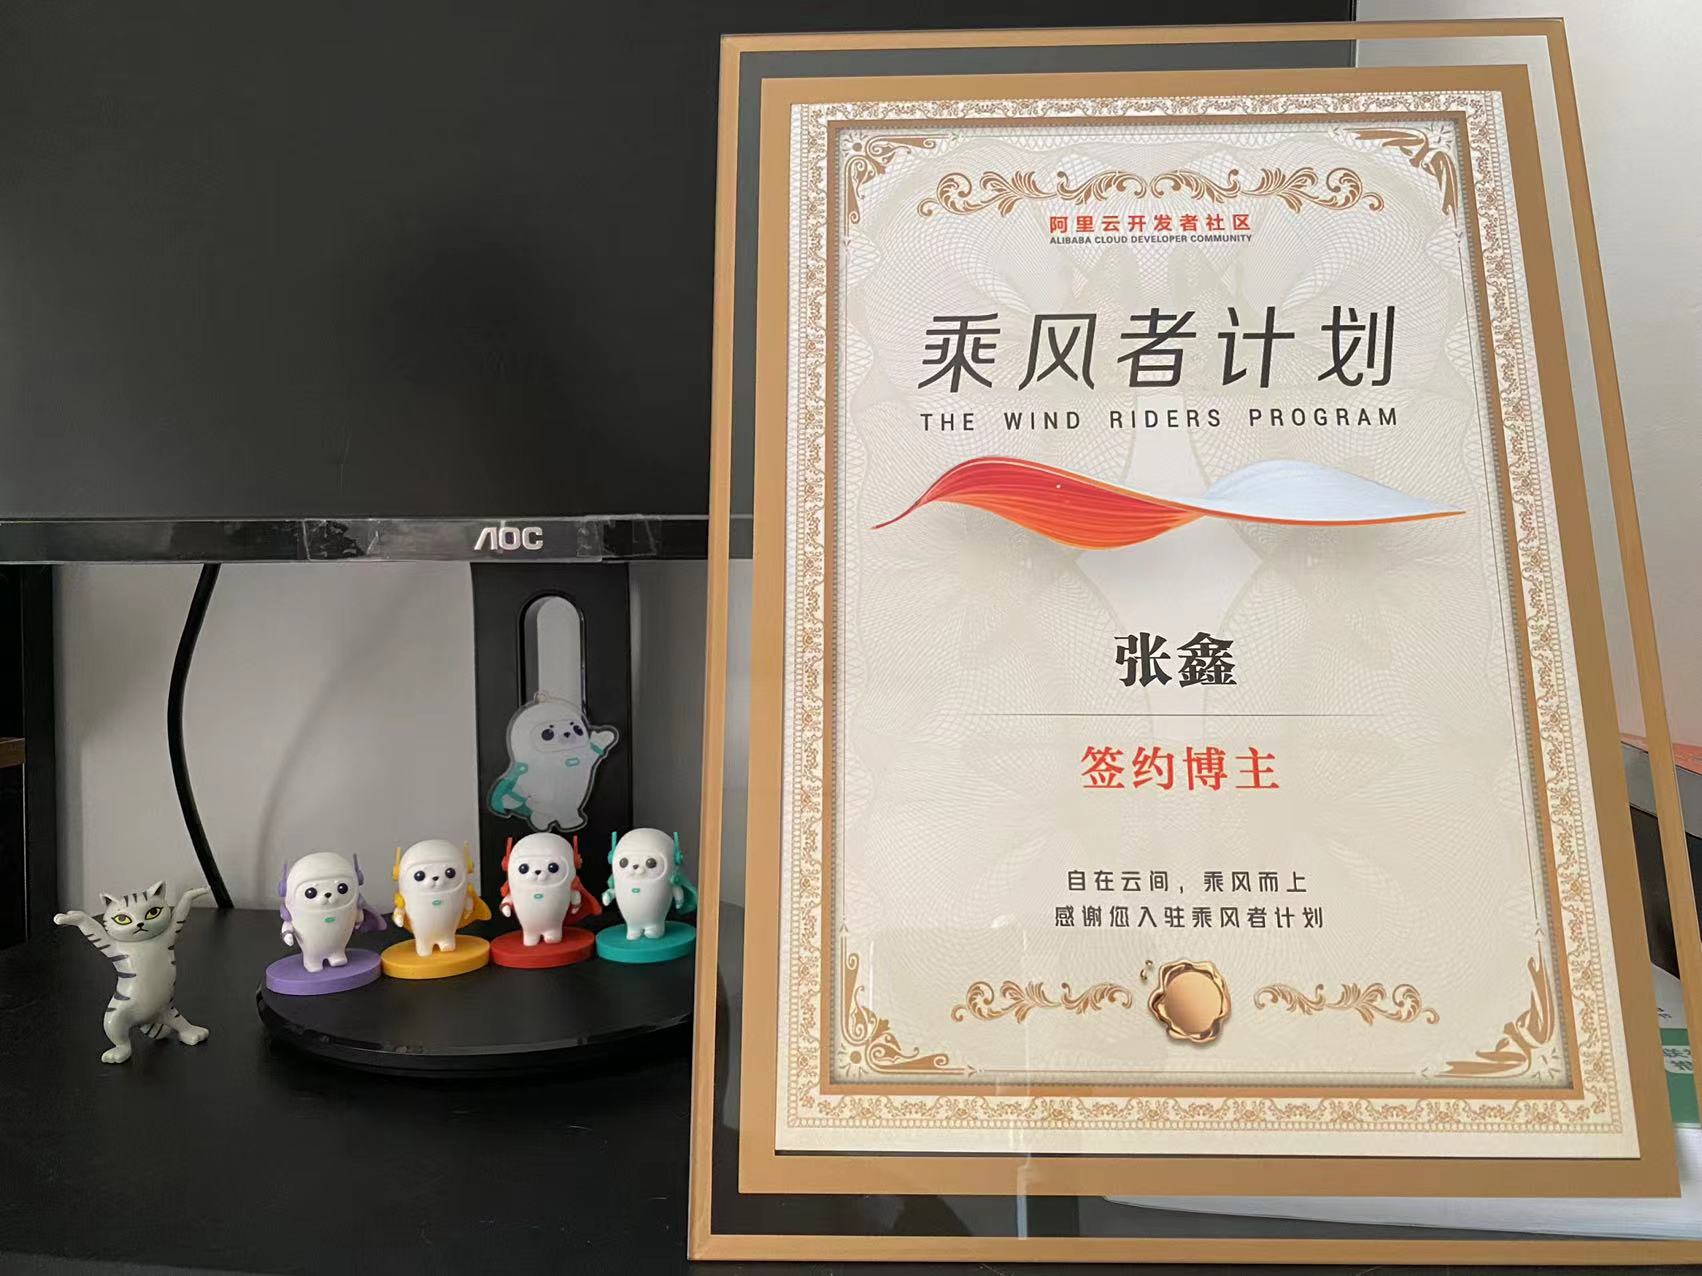 AOC
阿里云开发者社区
ALIBABA CLOUD DEVELOPER COMMUNITY
乘风者计划
THE WIND RIDERS PROGRAM
张鑫
签约博主
自在云间，乘风而上
感谢您入驻乘风者计划